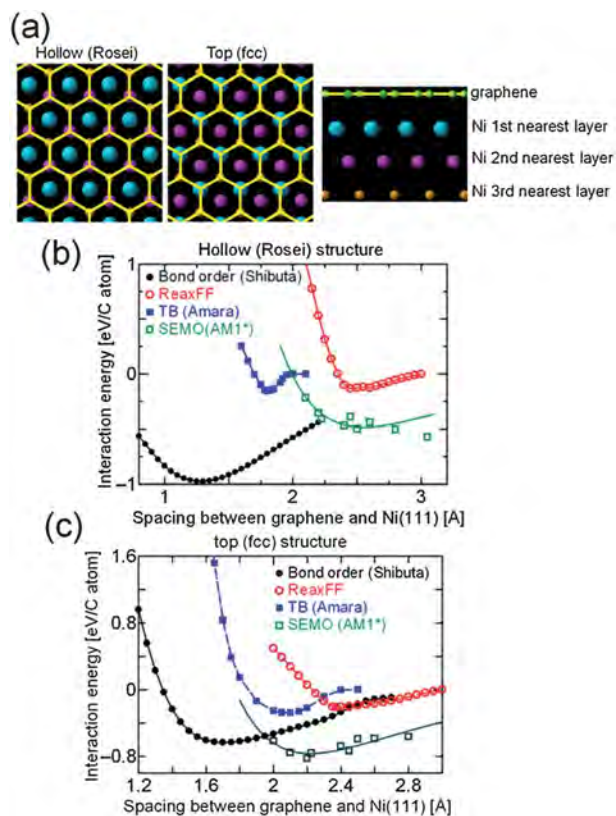 (a)
Hollow (Rosei)
Top (fcc)
graphene
Ni 1st nearest layer
Ni 2nd nearest layer
Ni 3rd nearest layer
(b)
Hollow (Rosei) structure
Interaction energy [eV/C atom]
1
0
−1
Bond order (Shibuta)
ReaxFF
TB (Amara)
SEMO(AM1*)
1 2 3
Spacing between graphene and Ni(111) [Å]
(c)
top (fcc) structure
Interaction energy [eV/C atom]
1.6
0.8
0
−0.8
Bond order (Shibuta)
ReaxFF
TB (Amara)
SEMO (AM1*)
1.2 1.6 2 2.4 2.8
Spacing between graphene and Ni(111) [Å]